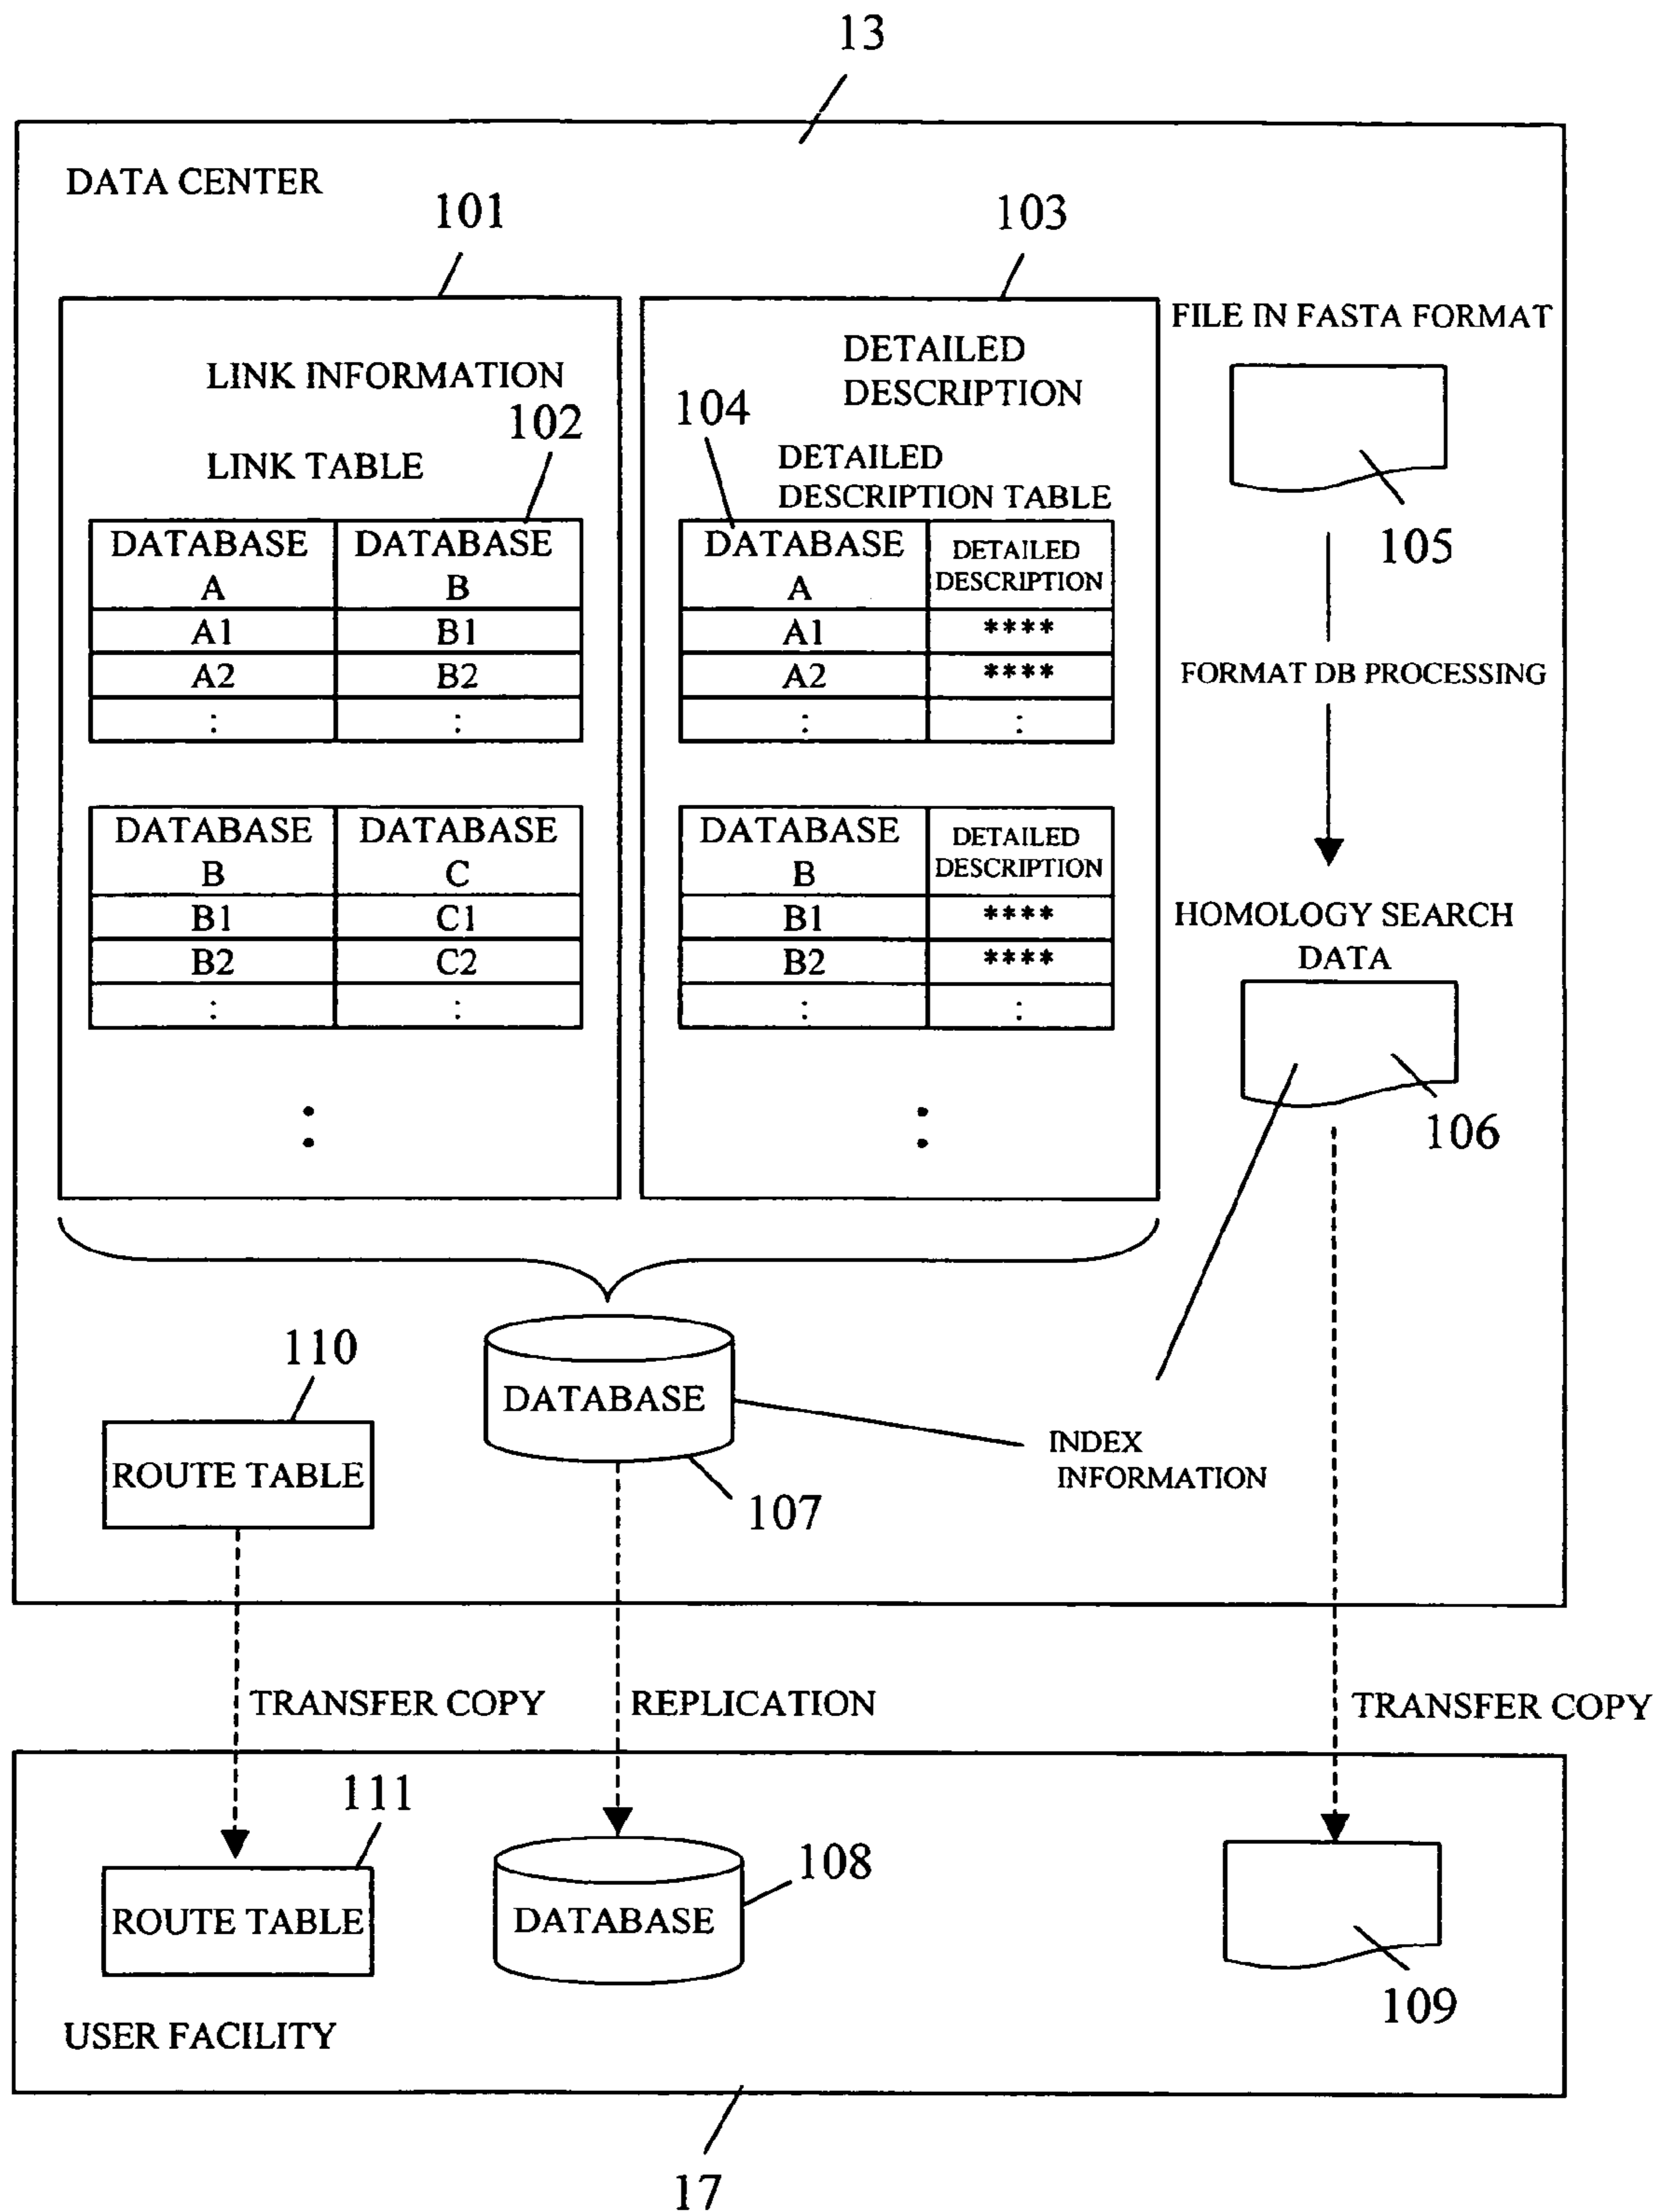 13
DATA CENTER
101
103
LINK INFORMATION
102
LINK TABLE
DATABASE A DATABASE B
A1 B1
A2 B2
: :
DATABASE B DATABASE C
B1 C1
B2 C2
: :
:
DETAILED
DESCRIPTION
104
DETAILED
DESCRIPTION TABLE
DATABASE A DETAILED DESCRIPTION
A1 ****
A2 ****
: :
DATABASE B DETAILED DESCRIPTION
B1 ****
B2 ****
: :
:
FILE IN FASTA FORMAT
105
FORMAT DB PROCESSING
HOMOLOGY SEARCH
DATA
106
110
ROUTE TABLE
DATABASE
107
INDEX
INFORMATION
TRANSFER COPY
REPLICATION
TRANSFER COPY
111
ROUTE TABLE
108
DATABASE
109
USER FACILITY
17